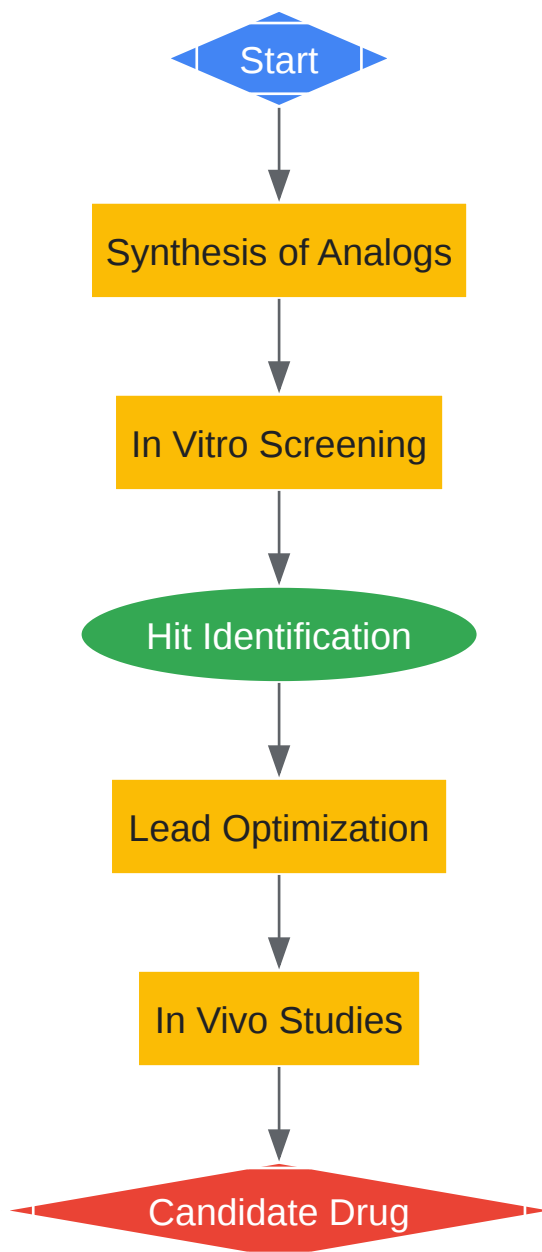 Start
Synthesis of Analogs
In Vitro Screening
Hit Identification
Lead Optimization
In Vivo Studies
Candidate Drug